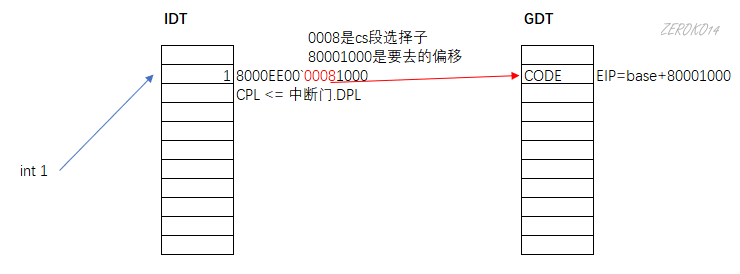 IDT
GDT
ZEROKO14
0008是cs段选择子
80001000是要去的偏移
1
8000EE00`00081000
CODE
EIP=base+80001000
CPL <= 中断门.DPL
int 1